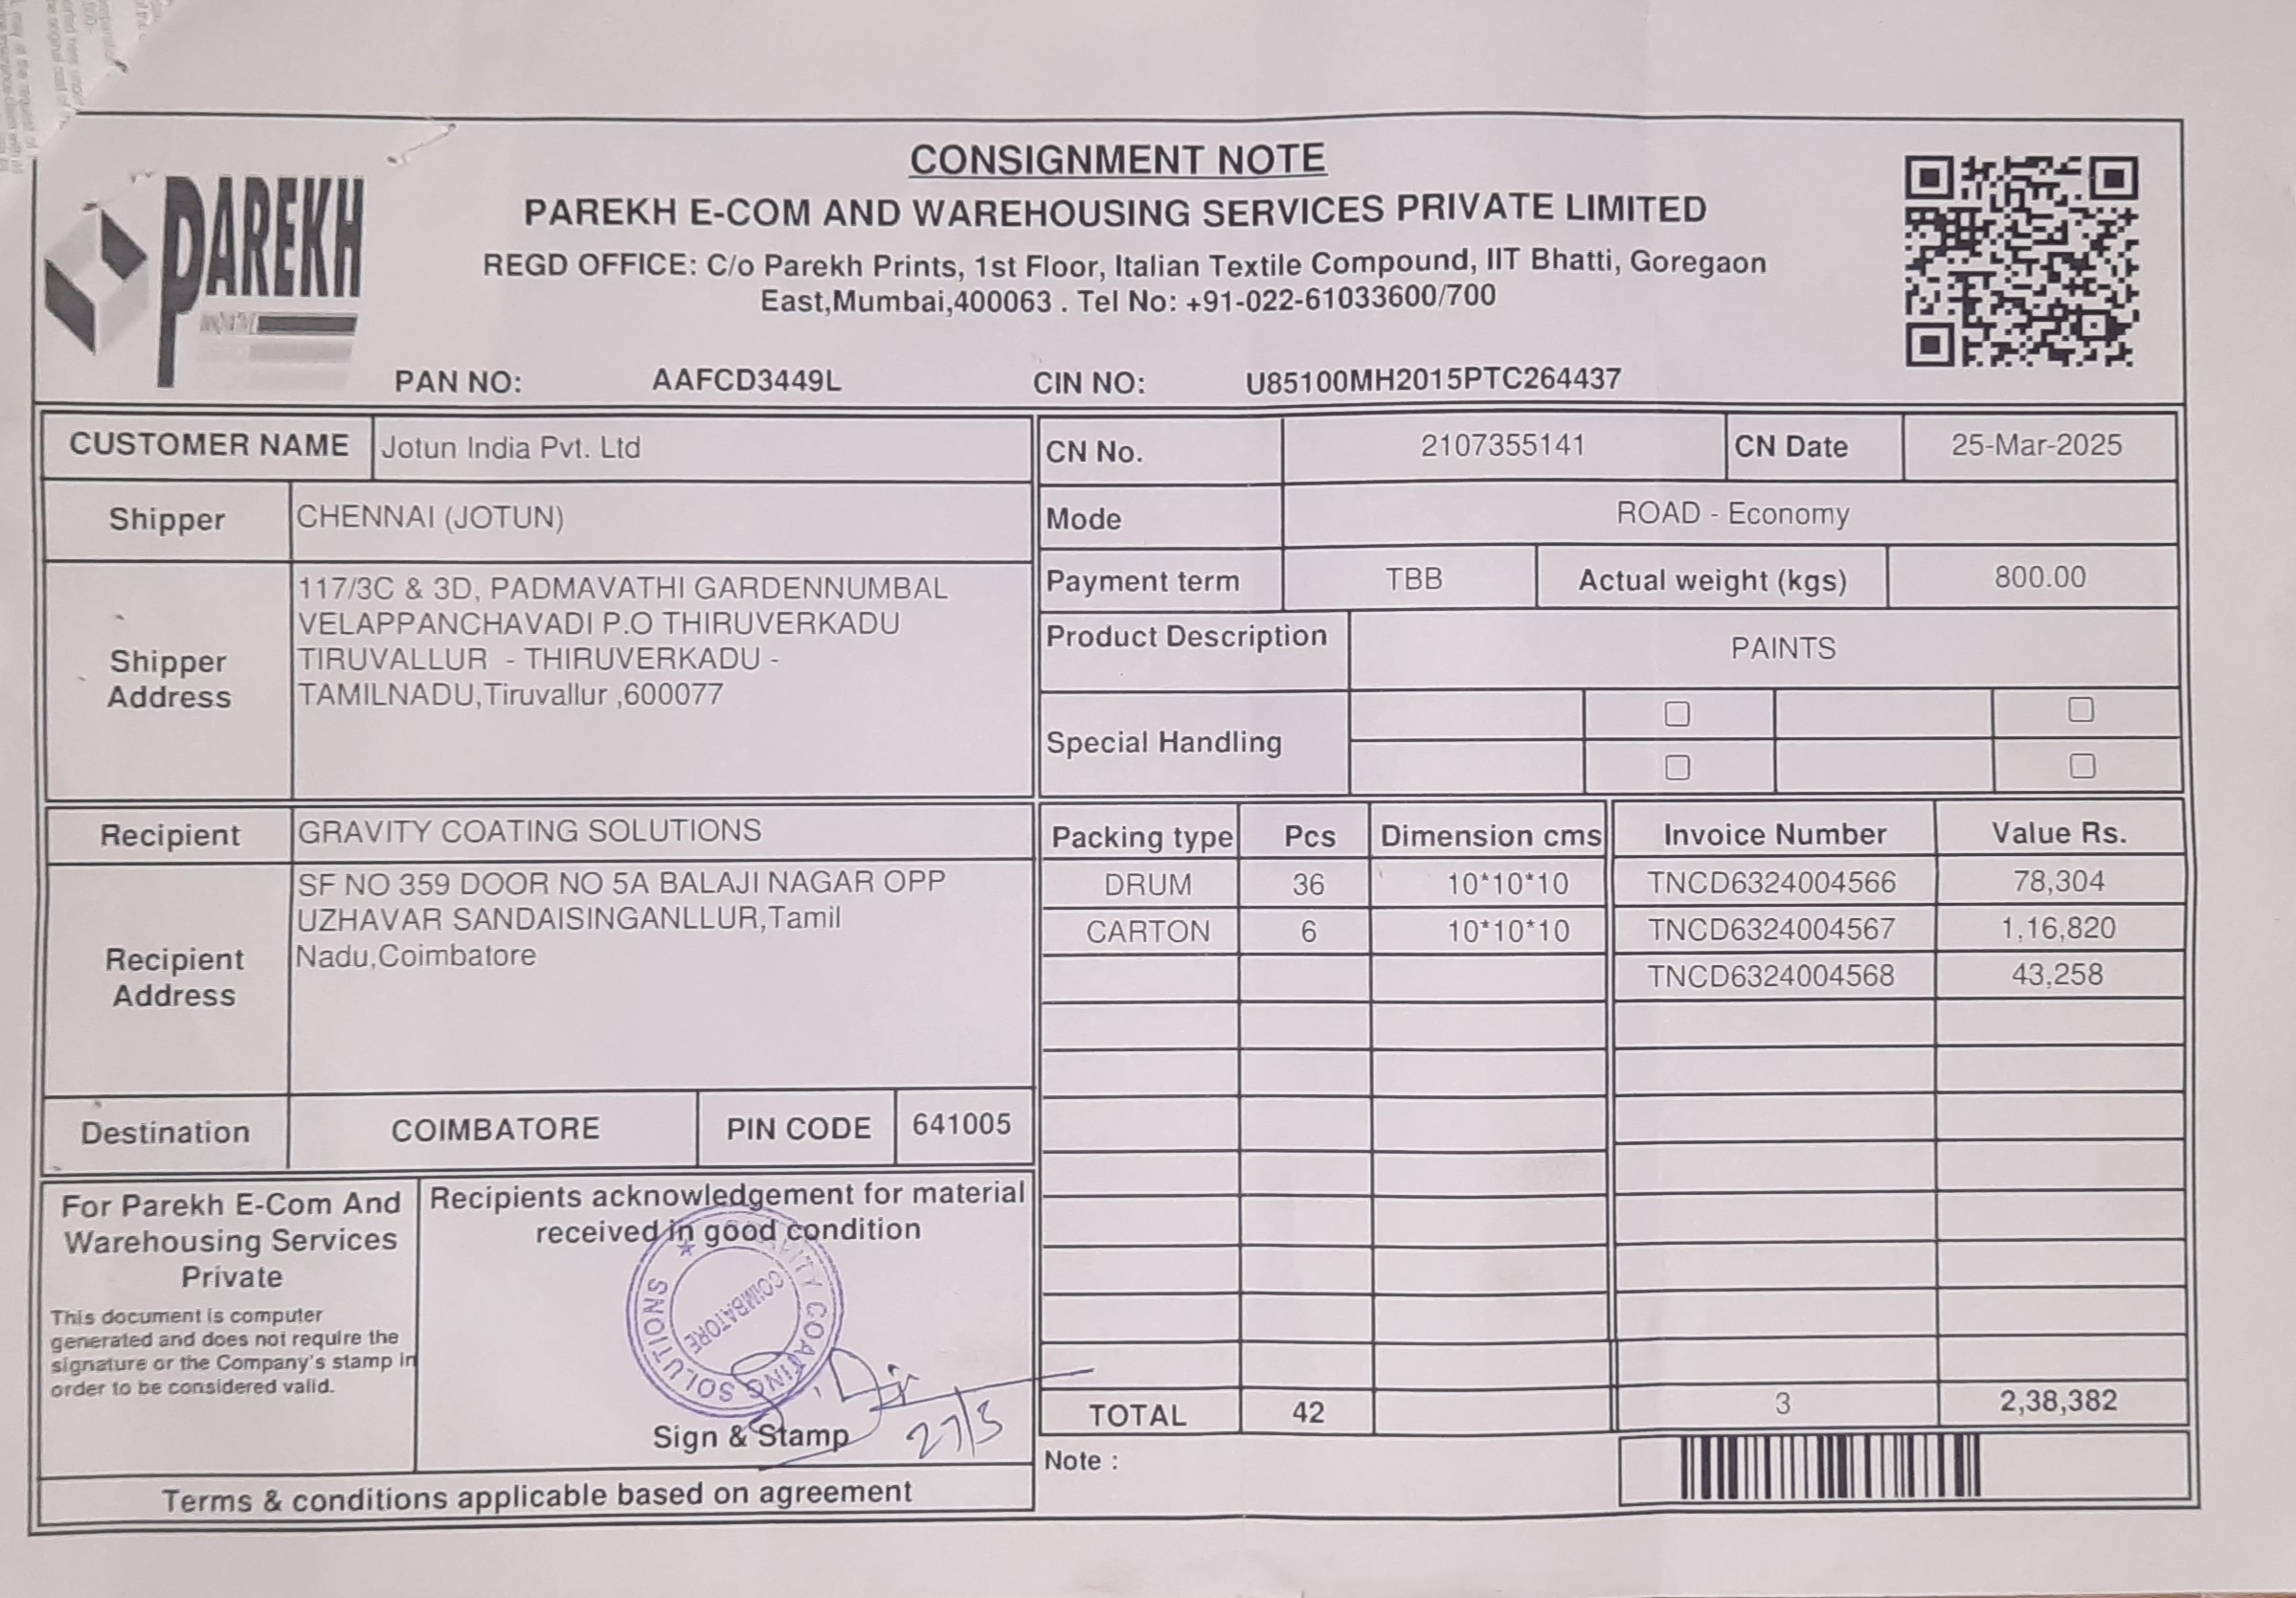 CONSIGNMENT NOTE
PAREKH
PAREKH E-COM AND WAREHOUSING SERVICES PRIVATE LIMITED
REGD OFFICE: C/o Parekh Prints, 1st Floor, Italian Textile Compound, IIT Bhatti, Goregaon
East,Mumbai,400063 . Tel No: +91-022-61033600/700
PAN NO: AAFCD3449L CIN NO: U85100MH2015PTC264437
CUSTOMER NAME Jotun India Pvt. Ltd
Shipper CHENNAI (JOTUN)
Shipper Address
117/3C & 3D, PADMAVATHI GARDENNUMBAL
VELAPPANCHAVADI P.O THIRUVERKADU
TIRUVALLUR - THIRUVERKADU -
TAMILNADU,Tiruvallur ,600077
CN No. 2107355141 CN Date 25-Mar-2025
Mode ROAD - Economy
Payment term TBB Actual weight (kgs) 800.00
Product Description PAINTS
Special Handling
Recipient GRAVITY COATING SOLUTIONS
Recipient Address
SF NO 359 DOOR NO 5A BALAJI NAGAR OPP
UZHAVAR SANDAISINGANLLUR,Tamil
Nadu,Coimbatore
Destination COIMBATORE PIN CODE 641005
Packing type Pcs Dimension cms Invoice Number Value Rs.
DRUM 36 10*10*10 TNCD6324004566 78,304
CARTON 6 10*10*10 TNCD6324004567 1,16,820
TNCD6324004568 43,258
TOTAL 42 3 2,38,382
Note :
For Parekh E-Com And
Warehousing Services
Private
This document is computer
generated and does not require the
signature or the Company's stamp in
order to be considered valid.
Recipients acknowledgement for material
received in good condition
GRAVITY COATING SOLUTIONS
COIMBATORE
27/3
Sign & Stamp
Terms & conditions applicable based on agreement